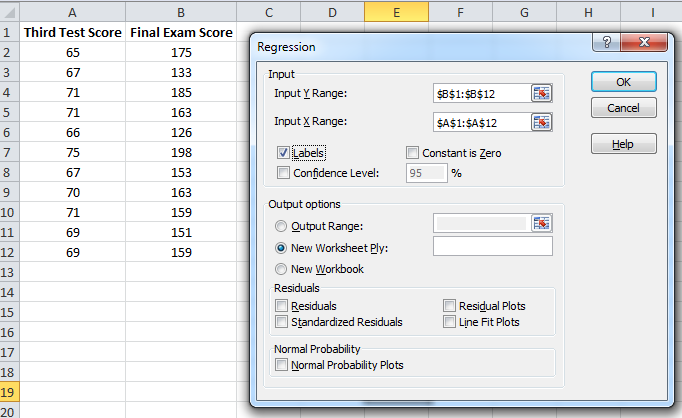 A B C D E F G H I
1 Third Test Score Final Exam Score
2 65 175
3 67 133
4 71 185
5 71 163
6 66 126
7 75 198
8 67 153
9 70 163
10 71 159
11 69 151
12 69 159
13
14
15
16
17
18
19
20
Regression
Input
Input Y Range: $B$1:$B$12
Input X Range: $A$1:$A$12
Labels Constant is Zero
Confidence Level: 95 %
OK
Cancel
Help
Output options
Output Range:
New Worksheet Ply:
New Workbook
Residuals
Residuals Residual Plots
Standardized Residuals Line Fit Plots
Normal Probability
Normal Probability Plots